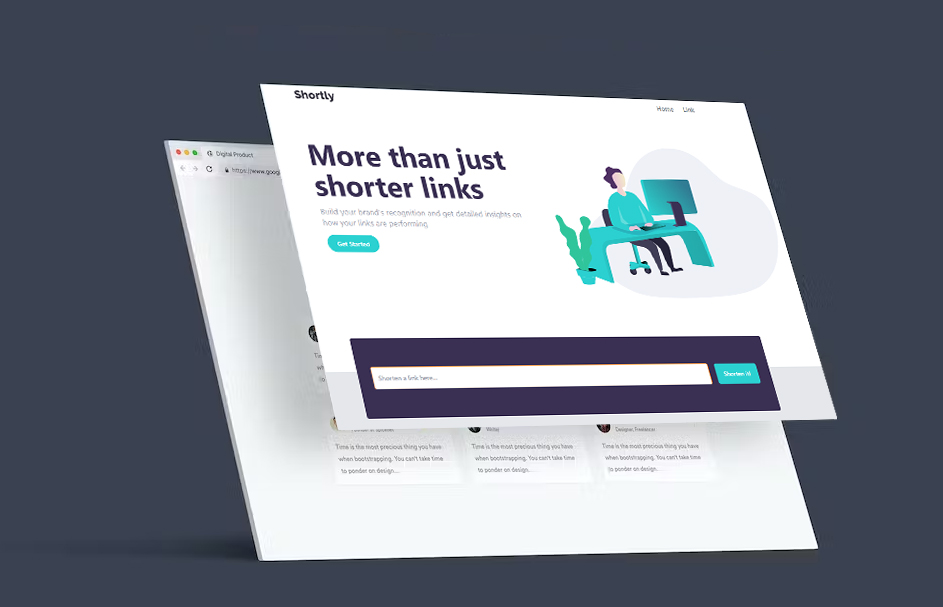 Shortly
Home Link
More than just
shorter links
Build your brand's recognition and get detailed insights on
how your links are performing
Get Started
Shorten a link here...
Shorten it!
Digital Product
https://www.goog
Tim
whe
to
Writer
Designer, Freelancer
Time is the most precious thing you have
when bootstrapping. You can't take time
to ponder on design...
Time is the most precious thing you have
when bootstrapping. You can't take time
to ponder on design...
Time is the most precious thing you have
when bootstrapping. You can't take time
to ponder on design...